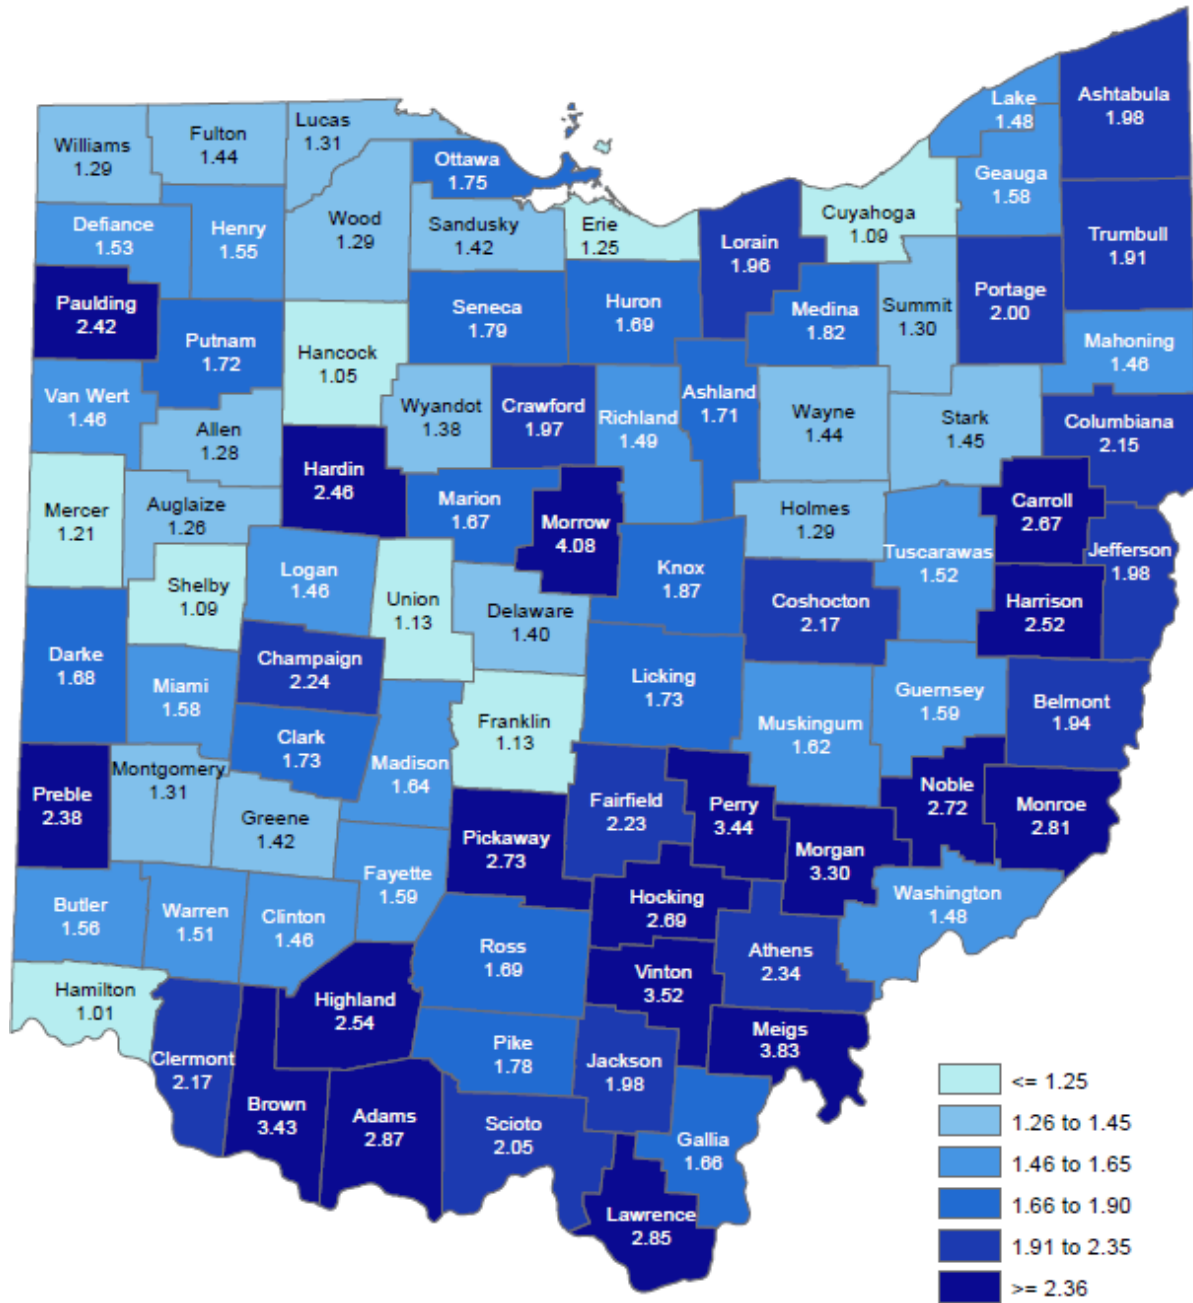 Ashtabula
1.98
Lake
1.48
Lucas
1.31
Fulton
1.44
Williams
1.29
Ottawa
1.75
Geauga
1.58
Cuyahoga
1.09
Wood
1.29
Sandusky
1.42
Erie
1.25
Defiance
1.53
Henry
1.55
Lorain
1.96
Trumbull
1.91
Paulding
2.42
Seneca
1.79
Huron
1.69
Medina
1.82
Summit
1.30
Portage
2.00
Putnam
1.72
Hancock
1.05
Mahoning
1.46
Van Wert
1.46
Wyandot
1.38
Crawford
1.97
Richland
1.49
Ashland
1.71
Wayne
1.44
Stark
1.45
Columbiana
2.15
Allen
1.28
Hardin
2.46
Mercer
1.21
Auglaize
1.26
Marion
1.67
Morrow
4.08
Holmes
1.29
Carroll
2.67
Tuscarawas
1.52
Jefferson
1.98
Shelby
1.09
Logan
1.46
Union
1.13
Delaware
1.40
Knox
1.87
Coshocton
2.17
Harrison
2.52
Darke
1.68
Miami
1.58
Champaign
2.24
Licking
1.73
Guernsey
1.59
Belmont
1.94
Franklin
1.13
Muskingum
1.62
Clark
1.73
Madison
1.64
Montgomery
1.31
Preble
2.38
Greene
1.42
Fairfield
2.23
Perry
3.44
Noble
2.72
Monroe
2.81
Pickaway
2.73
Morgan
3.30
Fayette
1.59
Hocking
2.69
Washington
1.48
Butler
1.56
Warren
1.51
Clinton
1.46
Ross
1.69
Athens
2.34
Vinton
3.52
Hamilton
1.01
Highland
2.54
Meigs
3.83
Pike
1.78
Jackson
1.98
Clermont
2.17
Brown
3.43
Adams
2.87
Scioto
2.05
Gallia
1.66
Lawrence
2.85
<= 1.25
1.26 to 1.45
1.46 to 1.65
1.66 to 1.90
1.91 to 2.35
>= 2.36